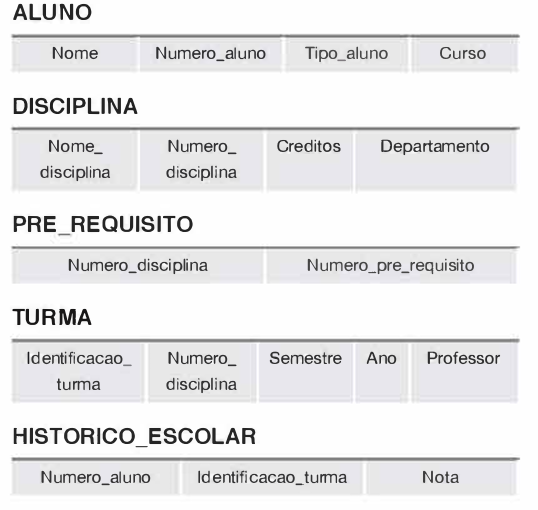 ALUNO
Nome Numero_aluno Tipo_aluno Curso
DISCIPLINA
Nome_ Numero_ Creditos Departamento
disciplina disciplina
PRE_REQUISITO
Numero_disciplina Numero_pre_requisito
TURMA
Identificacao_ Numero_ Semestre Ano Professor
turma disciplina
HISTORICO_ESCOLAR
Numero_aluno Identificacao_turma Nota